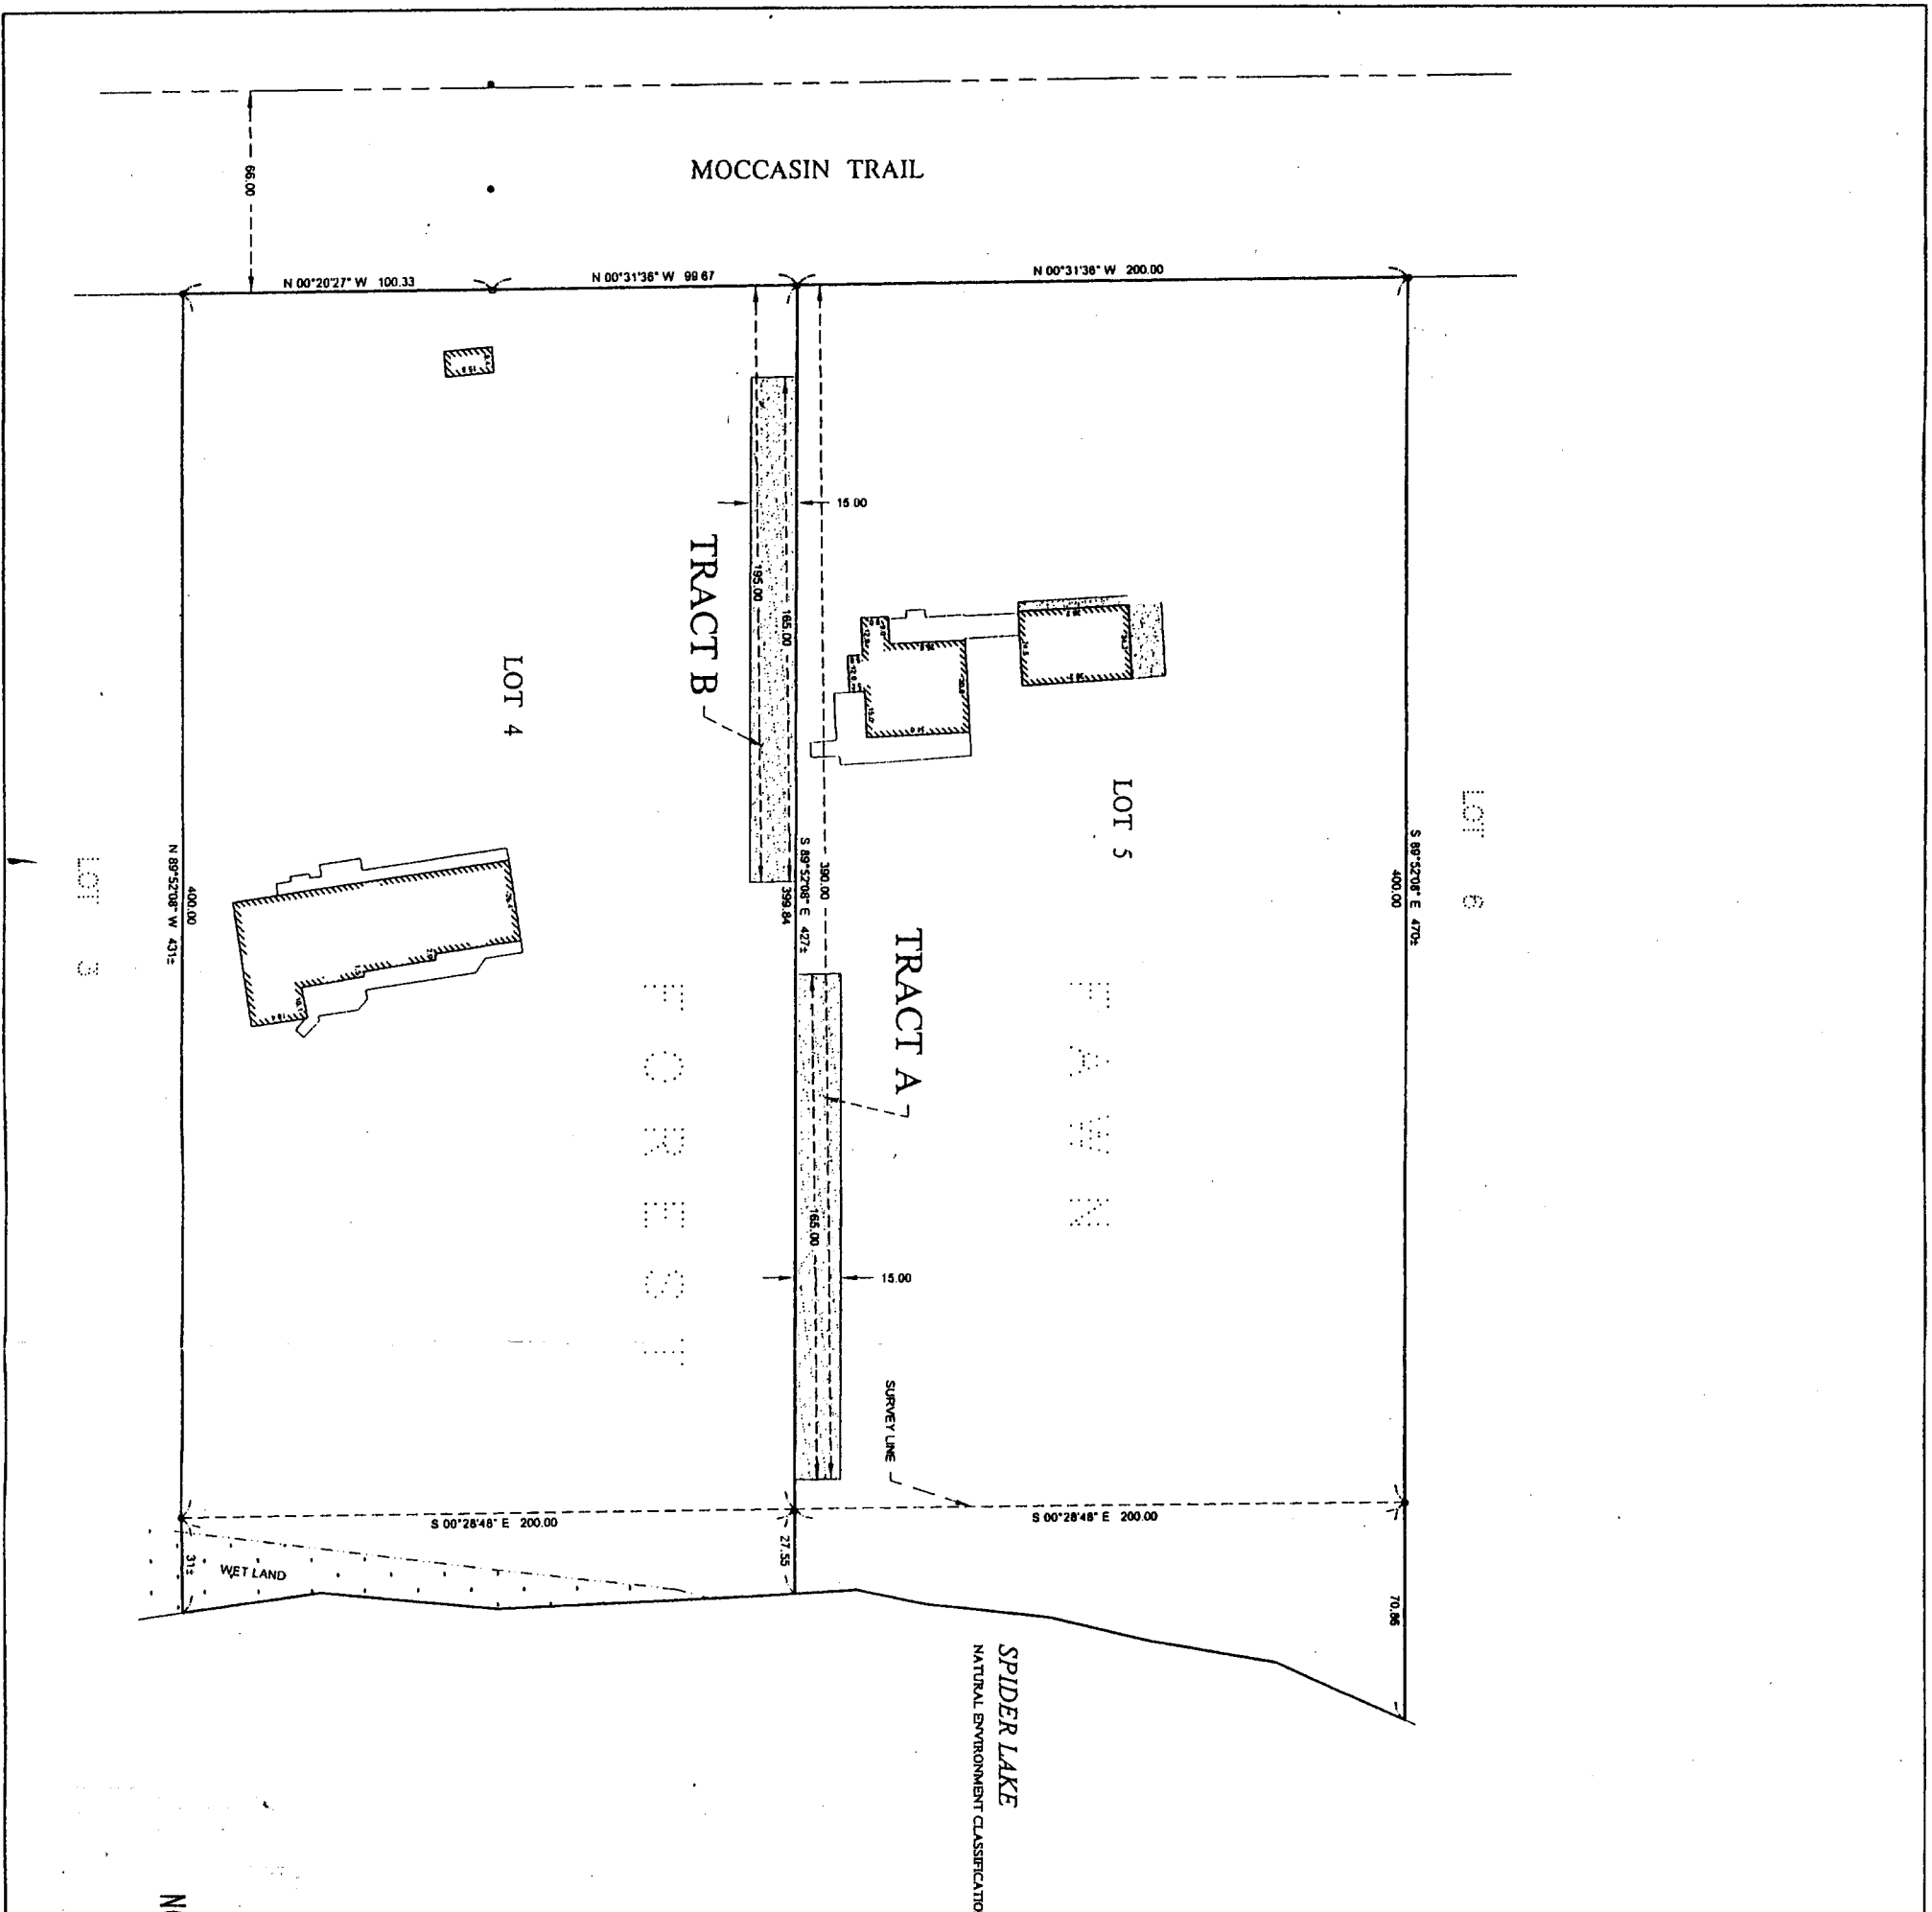 MOCCASIN TRAIL
66.00
N 00°20'27" W 100.33
N 00°31'36" W 99.67
N 00°31'36" W 200.00
15.00
195.00
165.00
TRACT B
LOT 4
LOT 5
LOT 6
S 89°52'08" E 470±
400.00
S 89°52'08" E 427±
399.84
390.00
TRACT A
LOT 3
400.00
N 89°52'08" W 431±
FAWN
FOREST
165.00
15.00
SURVEY LINE
S 00°28'48" E 200.00
S 00°28'48" E 200.00
31±
WET LAND
27.55
70.86
SPIDER LAKE
NATURAL ENVIRONMENT CLASSIFICATIO